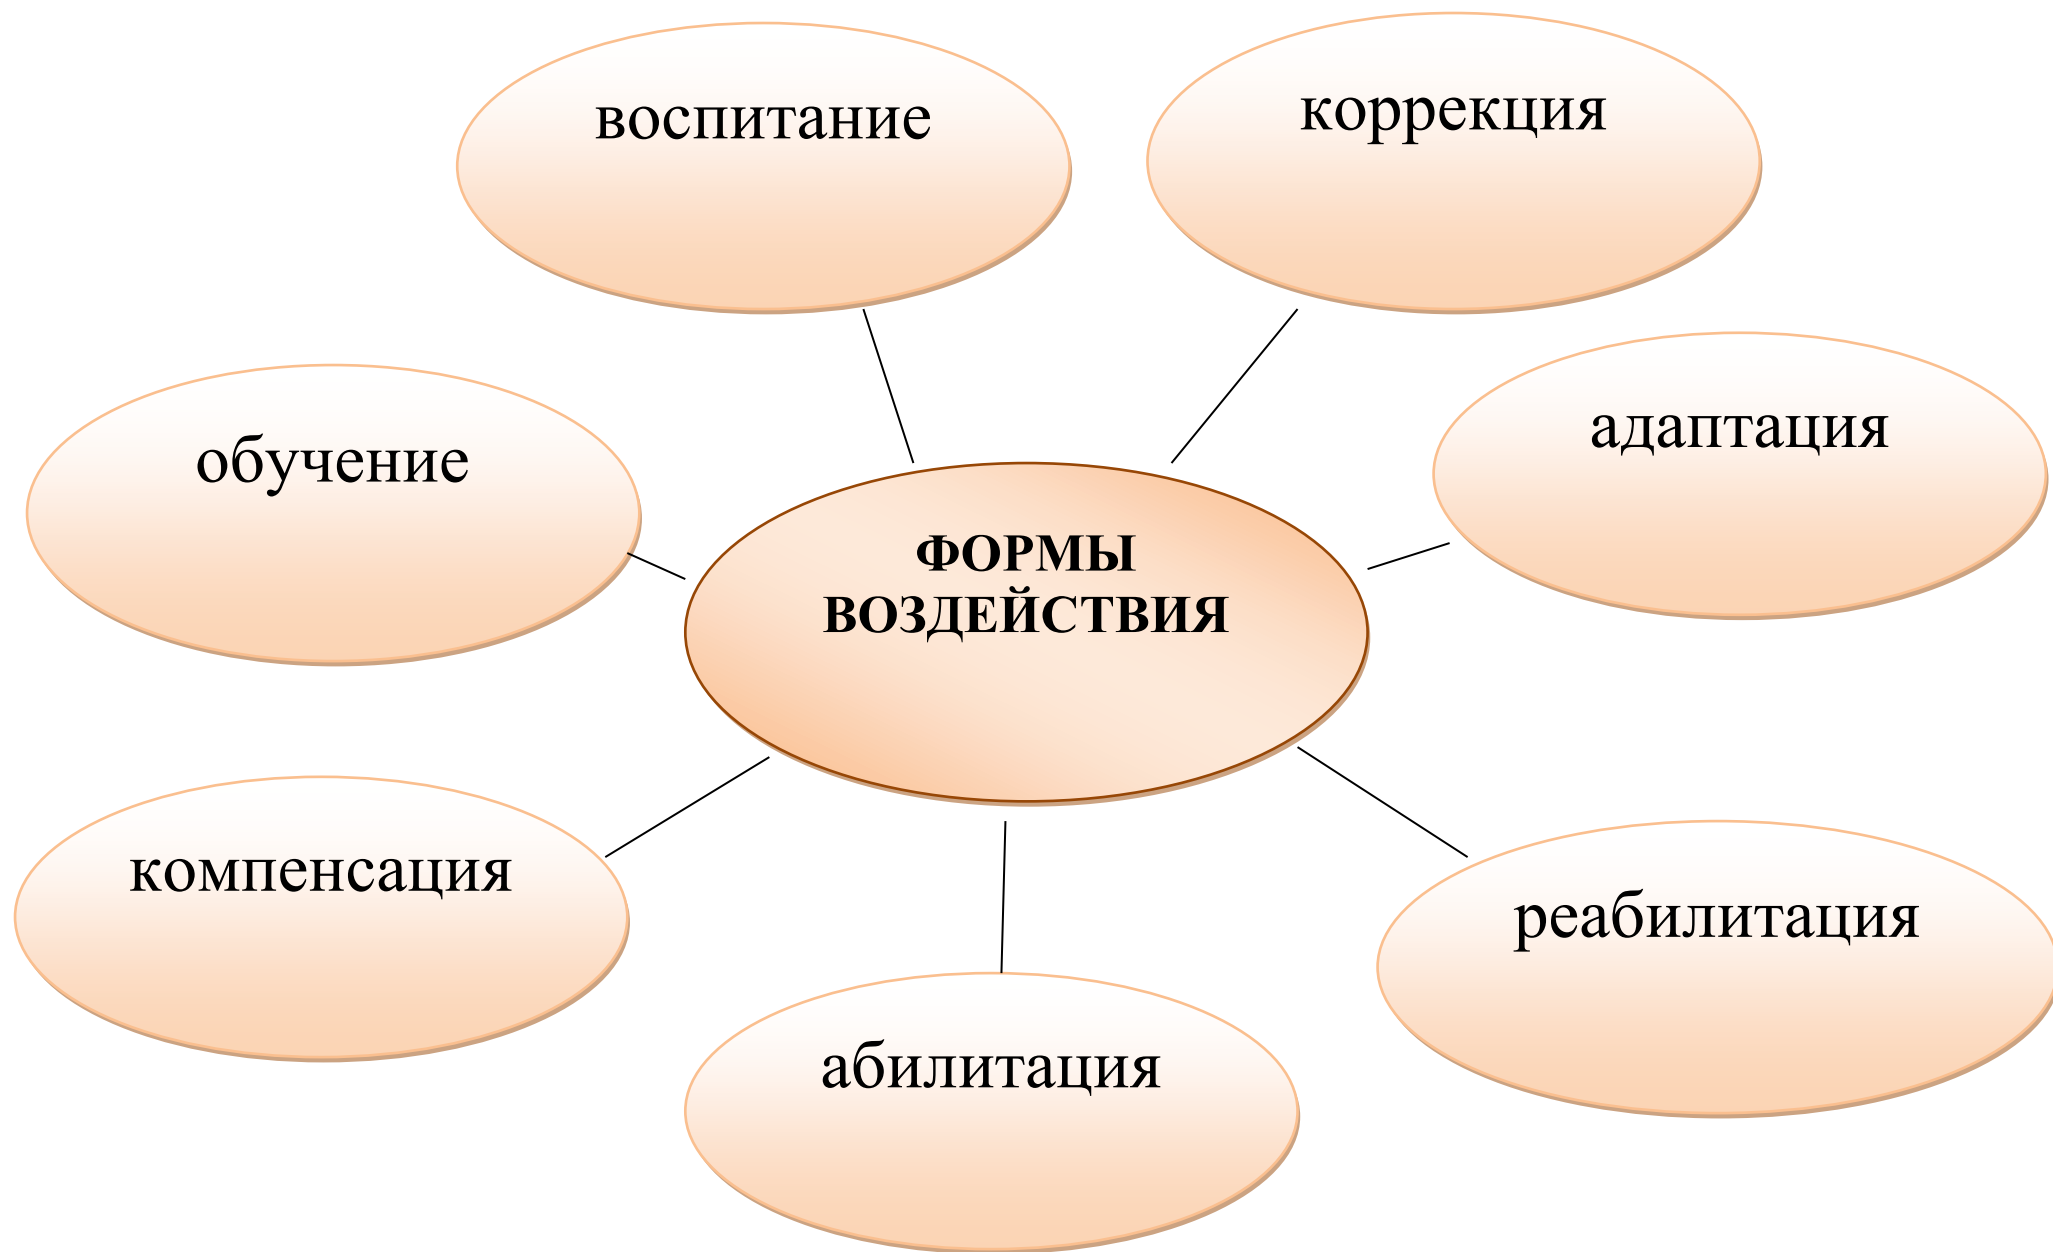 воспитание
коррекция
обучение
адаптация
ФОРМЫ
ВОЗДЕЙСТВИЯ
компенсация
реабилитация
абилитация